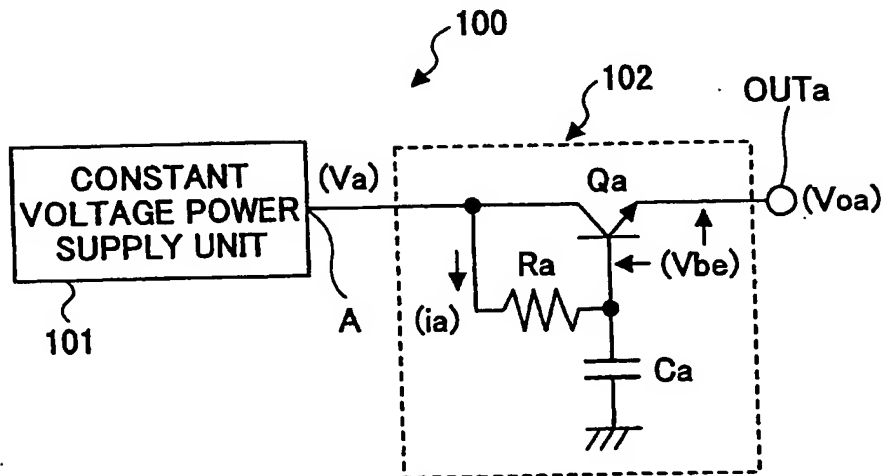 100
102
OUTa
CONSTANT
VOLTAGE POWER
SUPPLY UNIT
(Va)
Qa
(Voa)
Ra
(Vbe)
101
A
(ia)
Ca